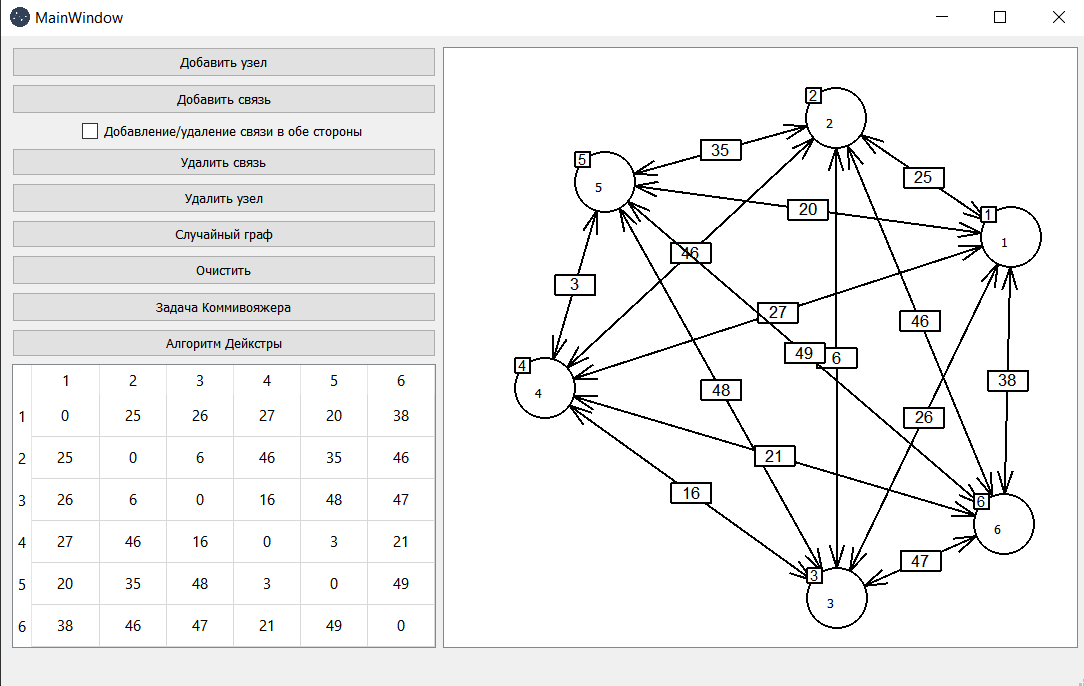 MainWindow
Добавить узел
Добавить связь
Добавление/удаление связи в обе стороны
Удалить связь
Удалить узел
Случайный граф
Очистить
Задача Коммивояжера
Алгоритм Дейкстры
1 2 3 4 5 6
1 0 25 26 27 20 38
2 25 0 6 46 35 46
3 26 6 0 16 48 47
4 27 46 16 0 3 21
5 20 35 48 3 0 49
6 38 46 47 21 49 0
2
2
35
5
5
25
20
1
1
46
3
27
46
49
6
4
4
38
48
26
21
16
6
6
47
3
3